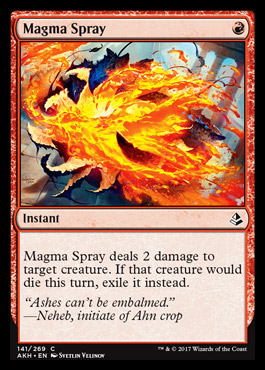 Magma Spray
Instant
Magma Spray deals 2 damage to
target creature. If that creature would
die this turn, exile it instead.
“Ashes can’t be embalmed.”
—Neheb, initiate of Ahn crop
141/269 C
AKH • EN Svetlin Velinov
™ & © 2017 Wizards of the Coast